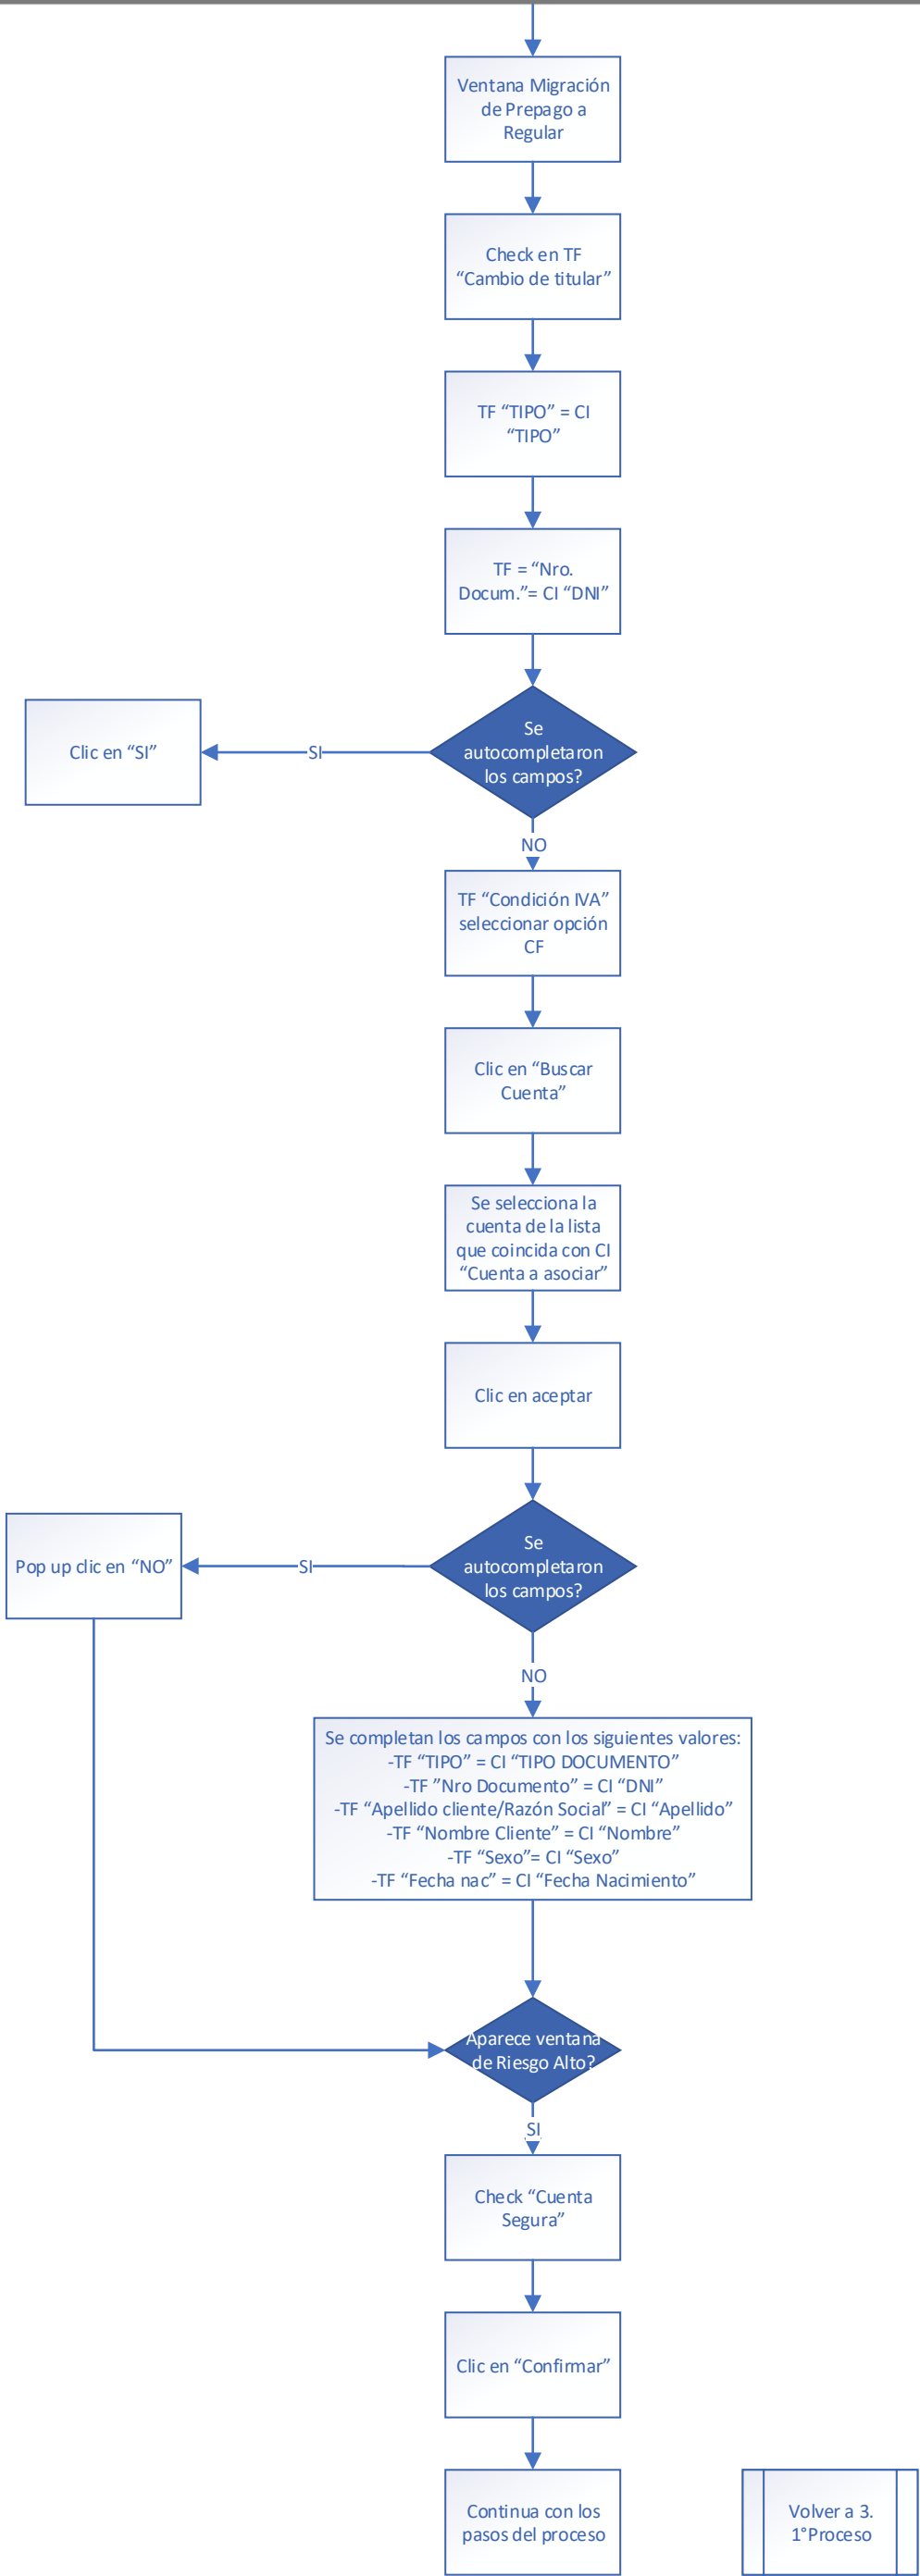 Ventana Migración
de Prepago a
Regular
Check en TF
“Cambio de titular”
TF “TIPO” = CI
“TIPO”
TF = “Nro.
Docum.”= CI “DNI”
Se
autocompletaron
los campos?
SI
Clic en “SI”
NO
TF “Condición IVA”
seleccionar opción
CF
Clic en “Buscar
Cuenta”
Se selecciona la
cuenta de la lista
que coincida con CI
“Cuenta a asociar”
Clic en aceptar
Se
autocompletaron
los campos?
SI
Pop up clic en “NO”
NO
Se completan los campos con los siguientes valores:
-TF “TIPO” = CI “TIPO DOCUMENTO”
-TF ”Nro Documento” = CI “DNI”
-TF “Apellido cliente/Razón Social” = CI “Apellido”
-TF “Nombre Cliente” = CI “Nombre”
-TF “Sexo”= CI “Sexo”
-TF “Fecha nac” = CI “Fecha Nacimiento”
Aparece ventana
de Riesgo Alto?
SI
Check “Cuenta
Segura”
Clic en “Confirmar”
Continua con los
pasos del proceso
Volver a 3.
1°Proceso